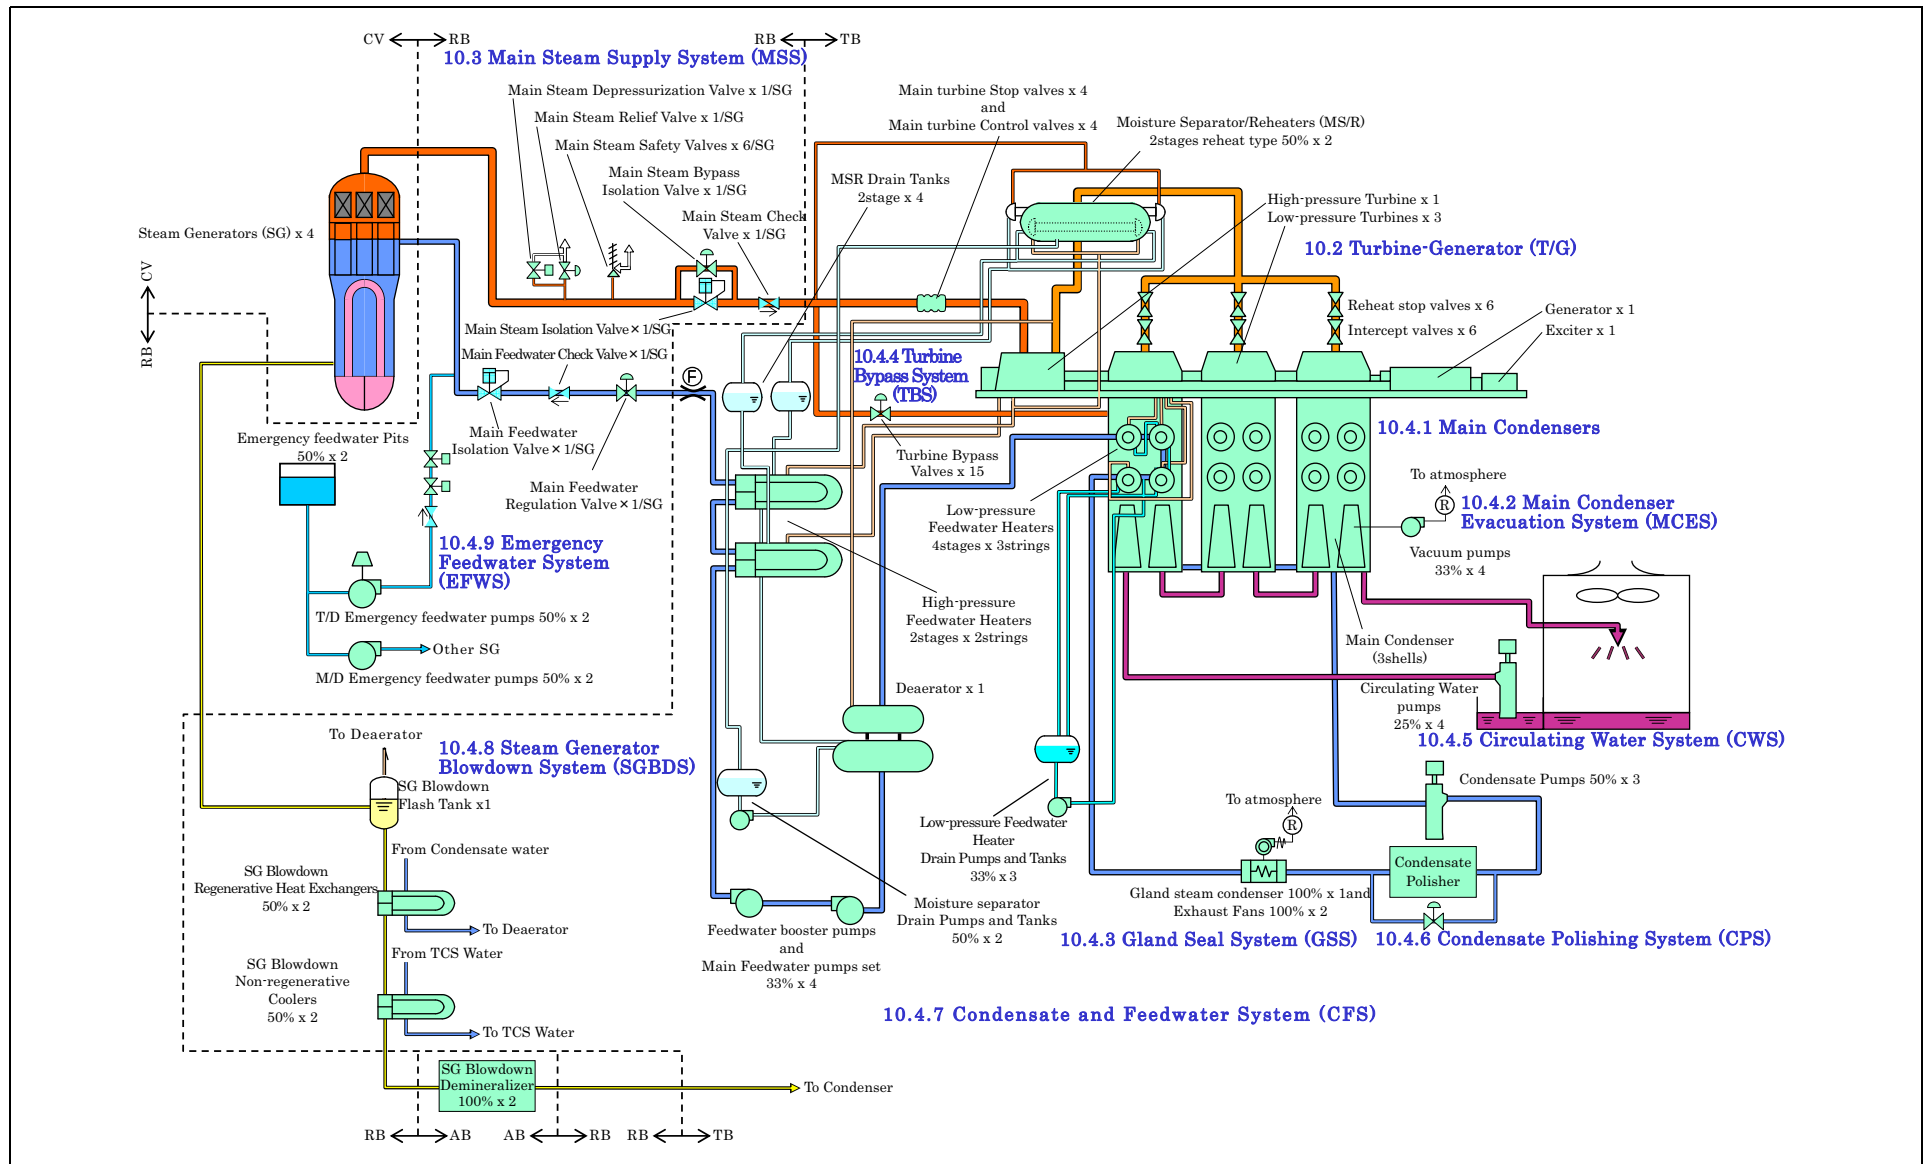 CV RB
RB TB
10.3 Main Steam Supply System (MSS)
Main Steam Depressurization Valve x 1/SG
Main Steam Relief Valve x 1/SG
Main Steam Safety Valves x 6/SG
Main Steam Bypass
Isolation Valve x 1/SG
Main Steam Check
Valve x 1/SG
MSR Drain Tanks
2stage x 4
Main turbine Stop valves x 4
and
Main turbine Control valves x 4
Moisture Separator/Reheaters (MS/R)
2stages reheat type 50% x 2
High-pressure Turbine x 1
Low-pressure Turbines x 3
10.2 Turbine-Generator (T/G)
Steam Generators (SG) x 4
CV
RB
Reheat stop valves x 6
Intercept valves x 6
Generator x 1
Exciter x 1
Main Steam Isolation Valve×1/SG
Main Feedwater Check Valve×1/SG
F
10.4.4 Turbine
Bypass System
(TBS)
Main Feedwater
Isolation Valve×1/SG
Main Feedwater
Regulation Valve×1/SG
Turbine Bypass
Valves x 15
10.4.1 Main Condensers
Emergency feedwater Pits
50% x 2
Low-pressure
Feedwater Heaters
4stages x 3strings
To atmosphere
R
10.4.2 Main Condenser
Evacuation System (MCES)
Vacuum pumps
33% x 4
10.4.9 Emergency
Feedwater System
(EFWS)
T/D Emergency feedwater pumps 50% x 2
Other SG
M/D Emergency feedwater pumps 50% x 2
High-pressure
Feedwater Heaters
2stages x 2strings
Main Condenser
(3shells)
Deaerator x 1
Circulating Water
pumps
25% x 4
10.4.5 Circulating Water System (CWS)
To Deaerator
10.4.8 Steam Generator
Blowdown System (SGBDS)
SG Blowdown
Flash Tank x1
Condensate Pumps 50% x 3
To atmosphere
R
Low-pressure Feedwater
Heater
Drain Pumps and Tanks
33% x 3
Condensate
Polisher
From Condensate water
SG Blowdown
Regenerative Heat Exchangers
50% x 2
To Deaerator
Gland steam condenser 100% x 1and
Exhaust Fans 100% x 2
Moisture separator
Drain Pumps and Tanks
50% x 2
Feedwater booster pumps
and
Main Feedwater pumps set
33% x 4
10.4.3 Gland Seal System (GSS)
10.4.6 Condensate Polishing System (CPS)
From TCS Water
SG Blowdown
Non-regenerative
Coolers
50% x 2
To TCS Water
10.4.7 Condensate and Feedwater System (CFS)
SG Blowdown
Demineralizer
100% x 2
To Condenser
RB AB
AB RB
RB TB